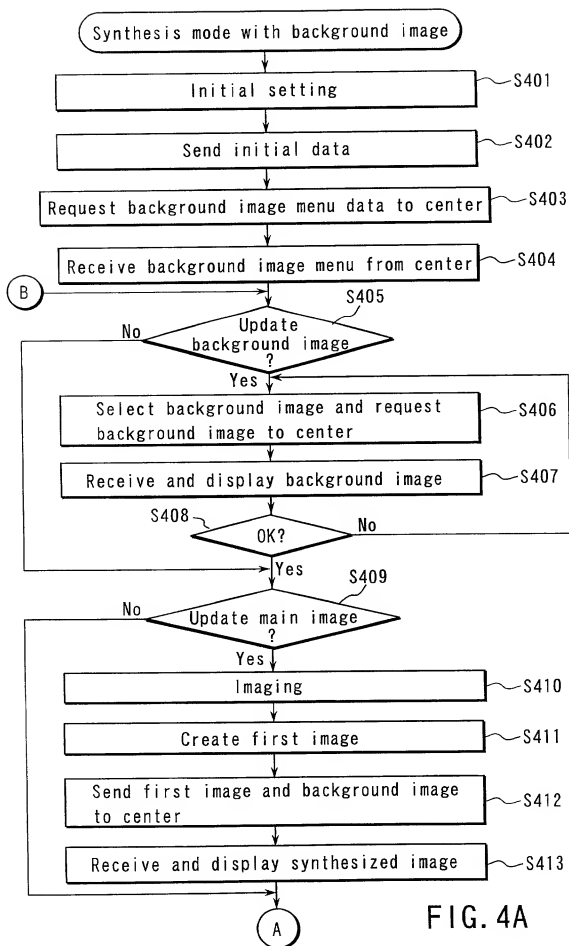 Synthesis mode with background image
Initial setting
S401
Send initial data
S402
Request background image menu data to center
S403
Receive background image menu from center
S404
B
S405
Update
background image
?
No
Yes
Select background image and request
background image to center
S406
Receive and display background image
S407
S408
OK?
No
Yes
S409
No
Update main image
?
Yes
Imaging
S410
Create first image
S411
Send first image and background image
to center
S412
Receive and display synthesized image
S413
A
FIG. 4A